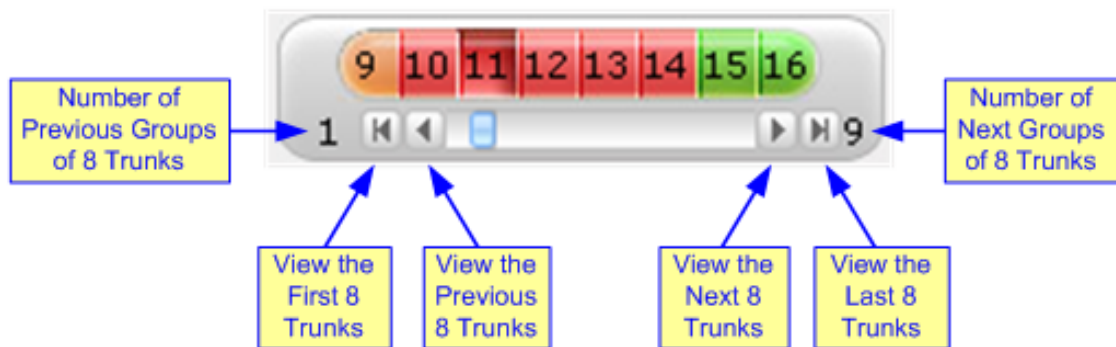 9 10 11 12 13 14 15 16
Number of
Previous Groups
of 8 Trunks
1
9
Number of
Next Groups
of 8 Trunks
View the
First 8
Trunks
View the
Previous
8 Trunks
View the
Next 8
Trunks
View the
Last 8
Trunks